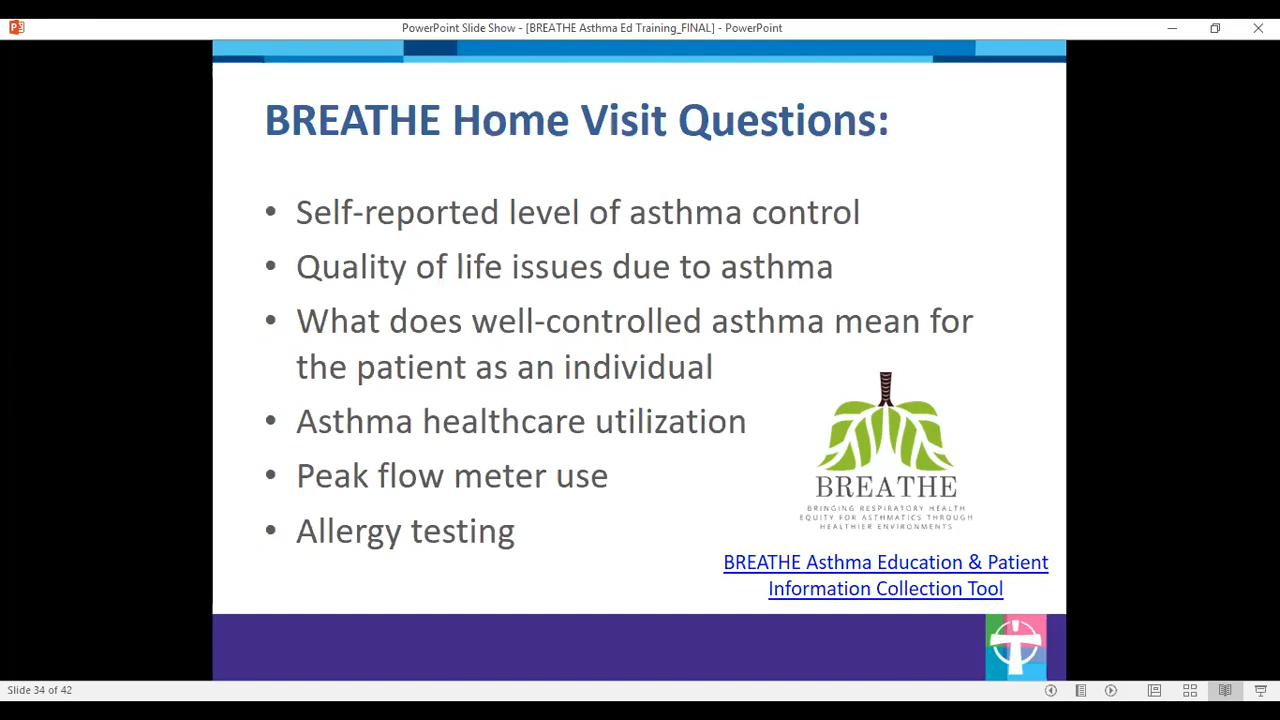 PowerPoint Slide Show - [BREATHE Asthma Ed Training_FINAL] - PowerPoint
BREATHE Home Visit Questions:
• Self-reported level of asthma control
• Quality of life issues due to asthma
• What does well-controlled asthma mean for
the patient as an individual
• Asthma healthcare utilization
• Peak flow meter use
• Allergy testing
BREATHE
BRINGING RESPIRATORY HEALTH
EQUITY FOR ASTHMATICS THROUGH
HEALTHIER ENVIRONMENTS
BREATHE Asthma Education & Patient
Information Collection Tool
Slide 34 of 42